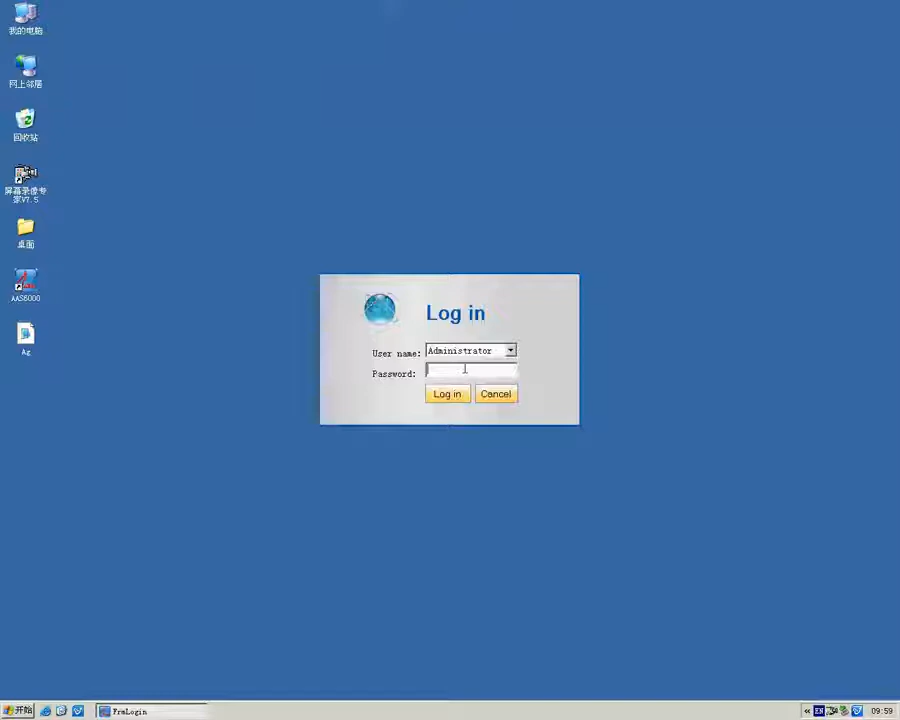 我的电脑
网上邻居
回收站
屏幕录像专
家V7.5
桌面
AAS6000
Ag
Log in
User name: Administrator
Password:
Log in Cancel
开始 FrmLogin « EN 09:59